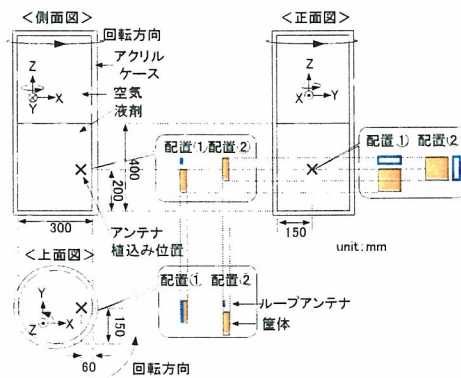 <側面図>
<正面図>
回転方向
アクリル
ケース
空気
液剤
Z
X
Y
Z
X
Y
配置① 配置②
400
200
300
アンテナ
植込み位置
配置① 配置②
150
unit:mm
<上面図>
Y
Z
X
150
60
回転方向
配置① 配置②
ループアンテナ
筐体